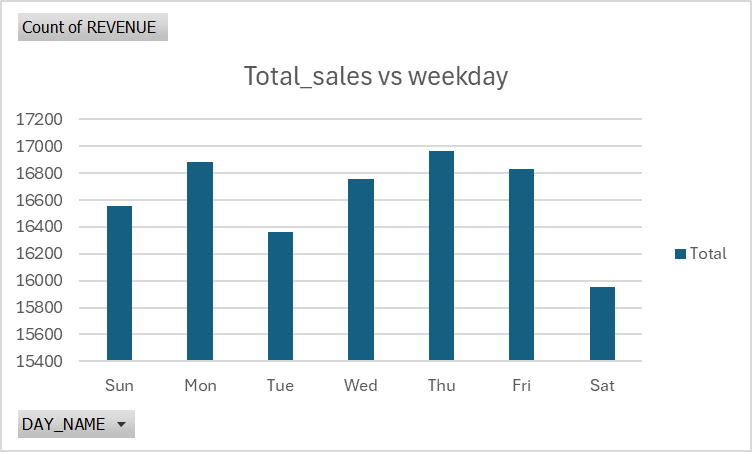 Count of REVENUE
Total_sales vs weekday
17200
17000
16800
16600
16400
16200
16000
15800
15600
15400
Sun Mon Tue Wed Thu Fri Sat
Total
DAY_NAME